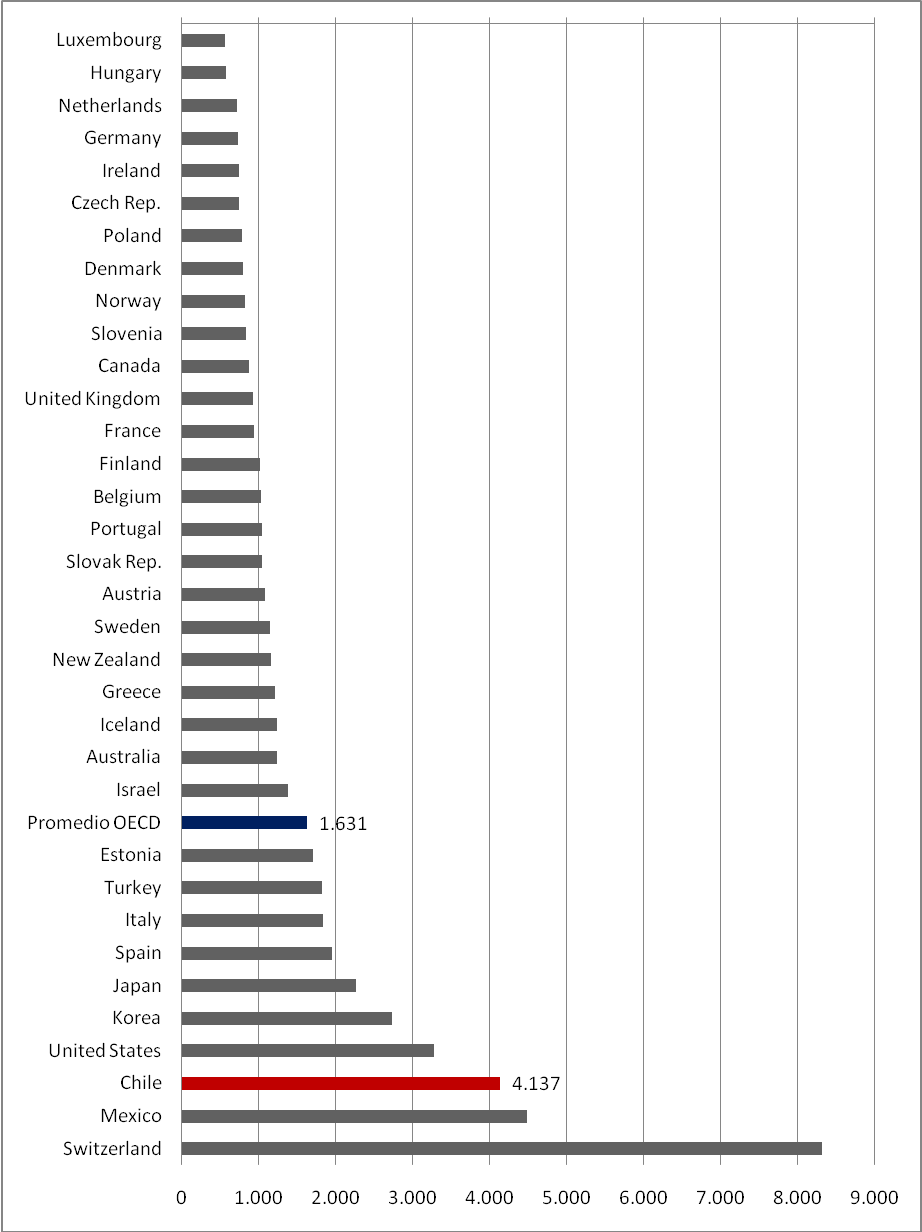 Luxembourg
Hungary
Netherlands
Germany
Ireland
Czech Rep.
Poland
Denmark
Norway
Slovenia
Canada
United Kingdom
France
Finland
Belgium
Portugal
Slovak Rep.
Austria
Sweden
New Zealand
Greece
Iceland
Australia
Israel
Promedio OECD 1.631
Estonia
Turkey
Italy
Spain
Japan
Korea
United States
Chile 4.137
Mexico
Switzerland
0 1.000 2.000 3.000 4.000 5.000 6.000 7.000 8.000 9.000